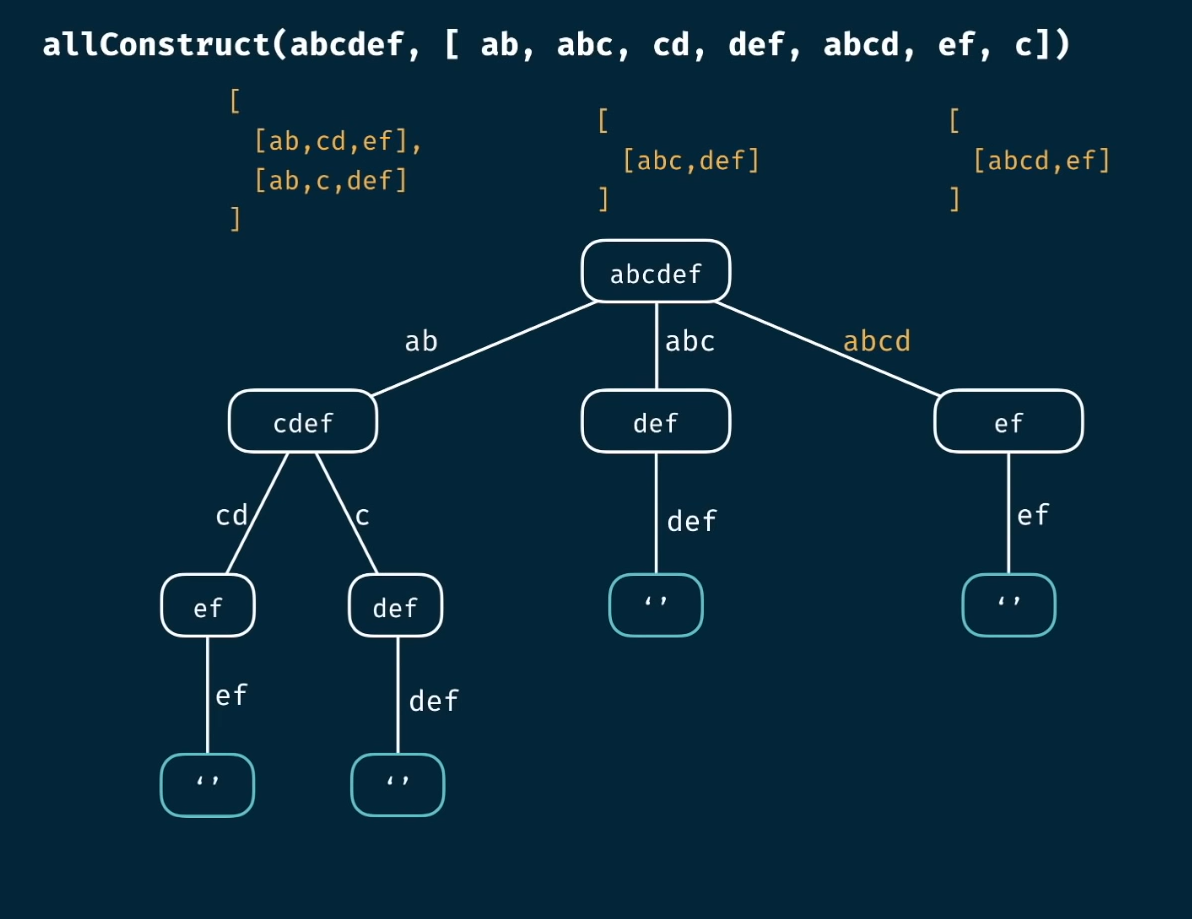 allConstruct(abcdef, [ ab, abc, cd, def, abcd, ef, c])
[
[ab,cd,ef],
[ab,c,def]
]
[
[abc,def]
]
[
[abcd,ef]
]
abcdef
ab
abc
abcd
cdef
def
ef
cd
c
def
ef
ef
def
‘’
‘’
ef
def
‘’
‘’